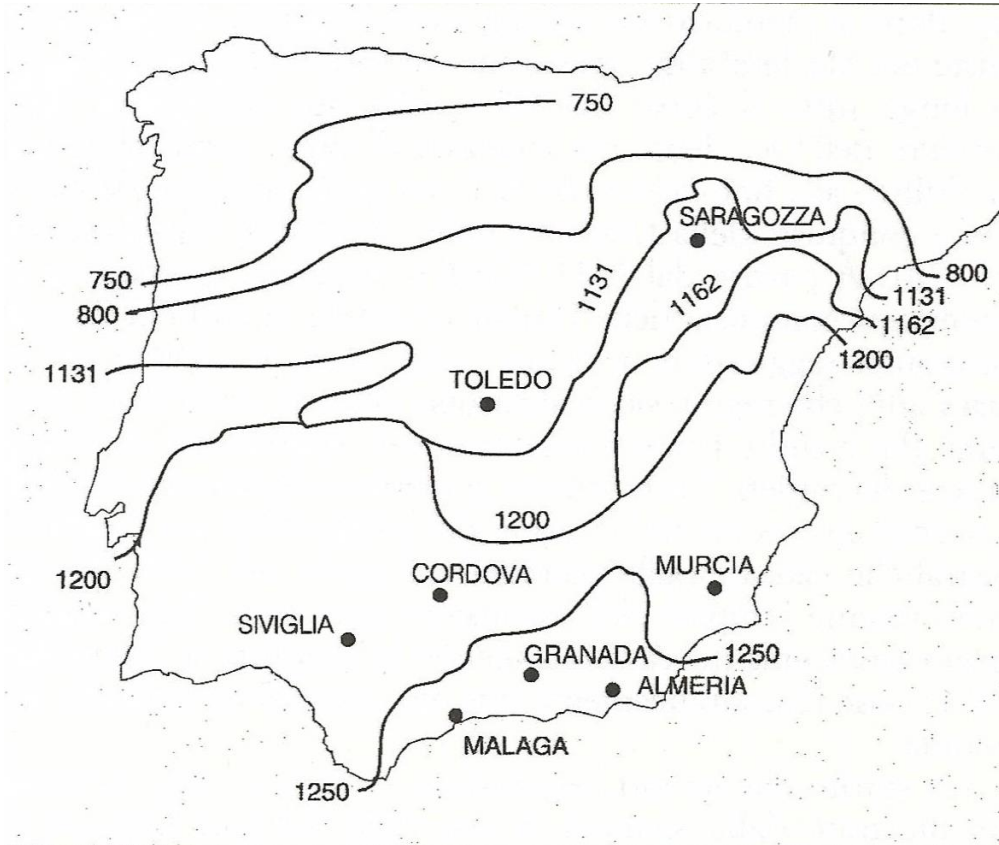 750
SARAGOZZA
750
800
1131
1162
800
1131
1162
1200
1131
TOLEDO
1200
1200
CORDOVA
MURCIA
SIVIGLIA
GRANADA
1250
ALMERIA
MALAGA
1250